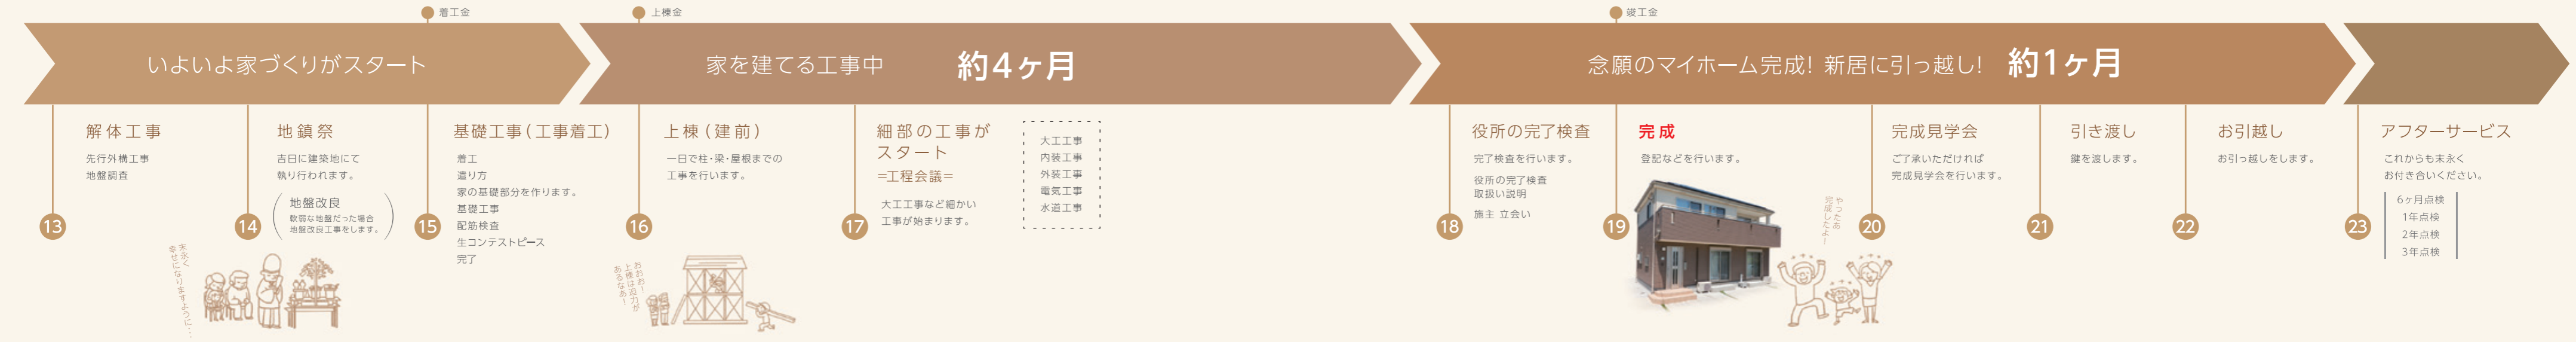 着工金
上棟金
竣工金
いよいよ家づくりがスタート
家を建てる工事中 約4ヶ月
念願のマイホーム完成! 新居に引っ越し! 約1ヶ月
13
解体工事
先行外構工事
地盤調査
14
地鎮祭
吉日に建築地にて
執り行われます。
地盤改良
軟弱な地盤だった場合
地盤改良工事をします。
末永く
幸せになりますように・・・
15
基礎工事(工事着工)
着工
遣り方
家の基礎部分を作ります。
基礎工事
配筋検査
生コンテストピース
完了
16
上棟(建前)
一日で柱・梁・屋根までの
工事を行います。
おおお!
上棟は迫力が
あるなあ!
17
細部の工事が
スタート
=工程会議=
大工工事など細かい
工事が始まります。
大工工事
内装工事
外装工事
電気工事
水道工事
18
役所の完了検査
完了検査を行います。
役所の完了検査
取扱い説明
施主 立会い
19
完成
登記などを行います。
やったあ
完成したよ!
20
完成見学会
ご了承いただければ
完成見学会を行います。
21
引き渡し
鍵を渡します。
22
お引越し
お引っ越しをします。
23
アフターサービス
これからも末永く
お付き合いください。
6ヶ月点検
1年点検
2年点検
3年点検